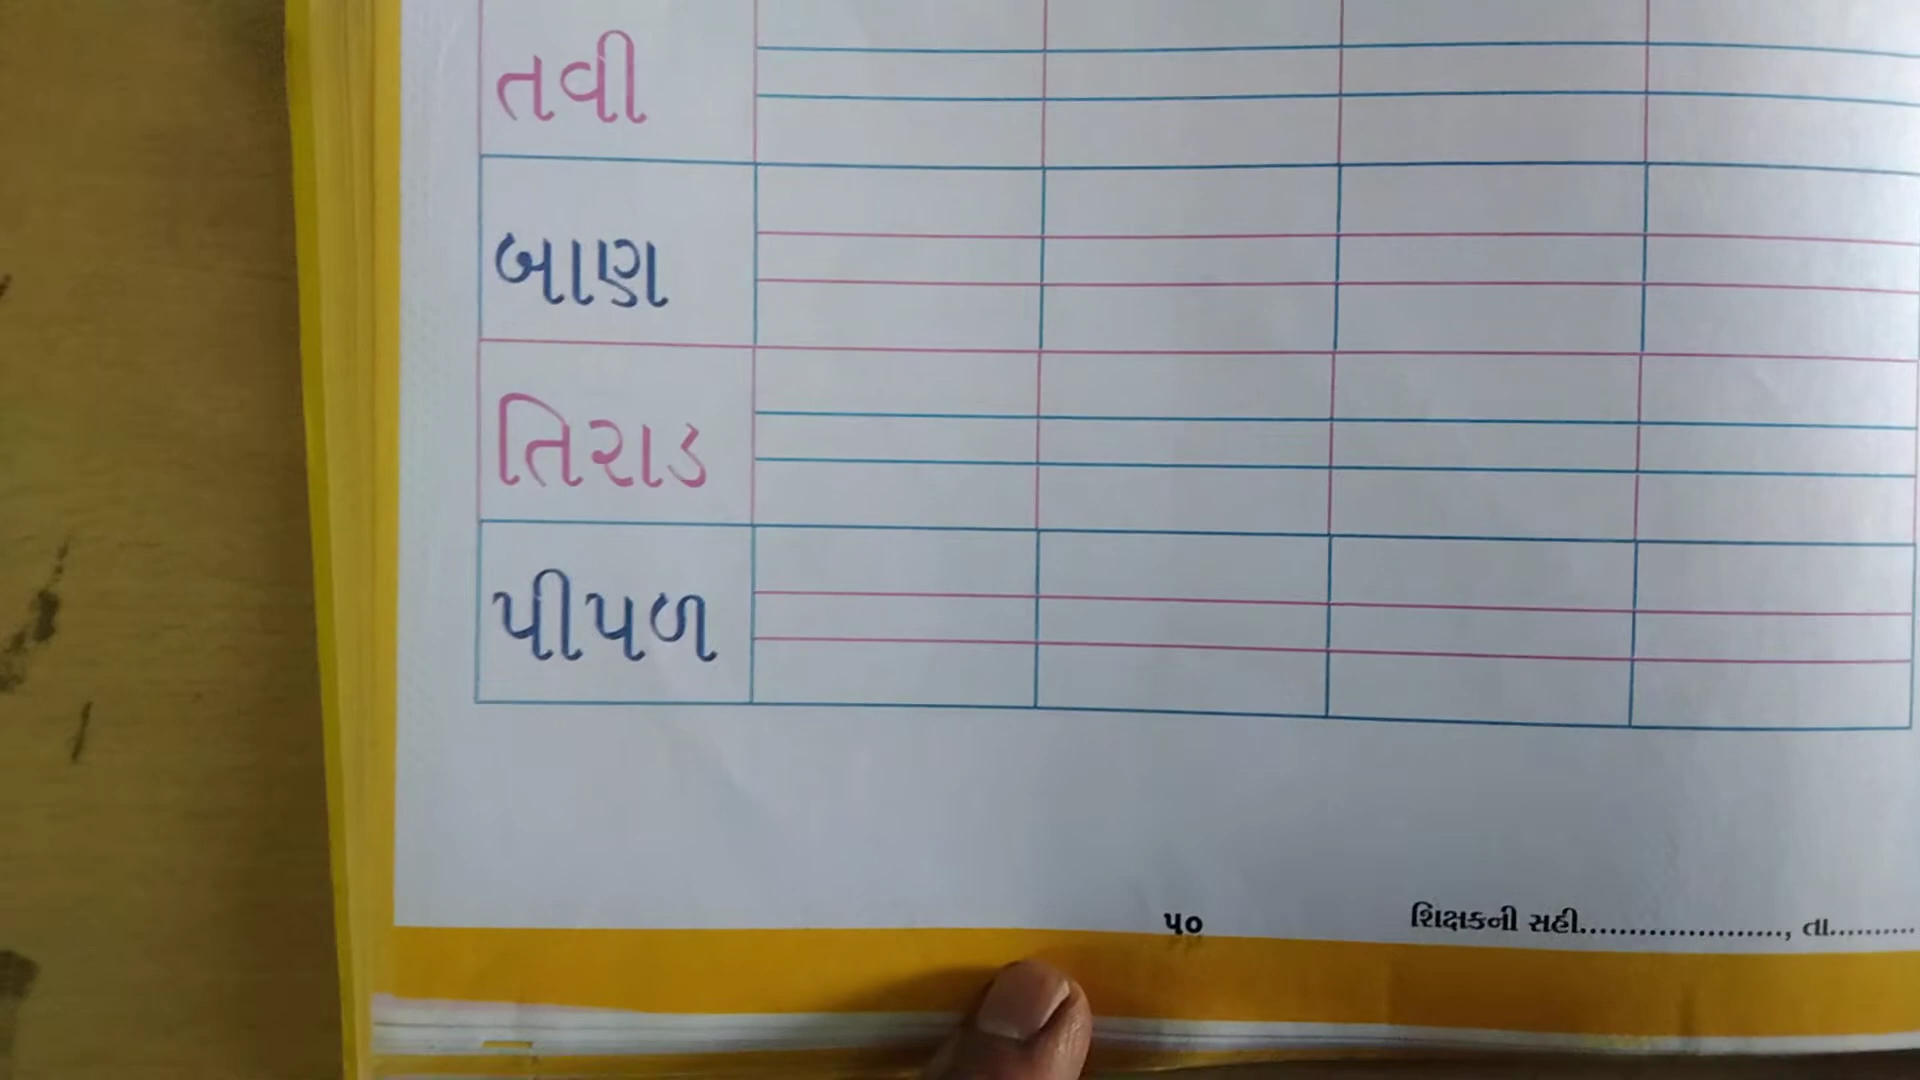 તવી
બાણ
તિરાડ
પીપળ
૫૦
શિક્ષકની સહી....................., તા..........